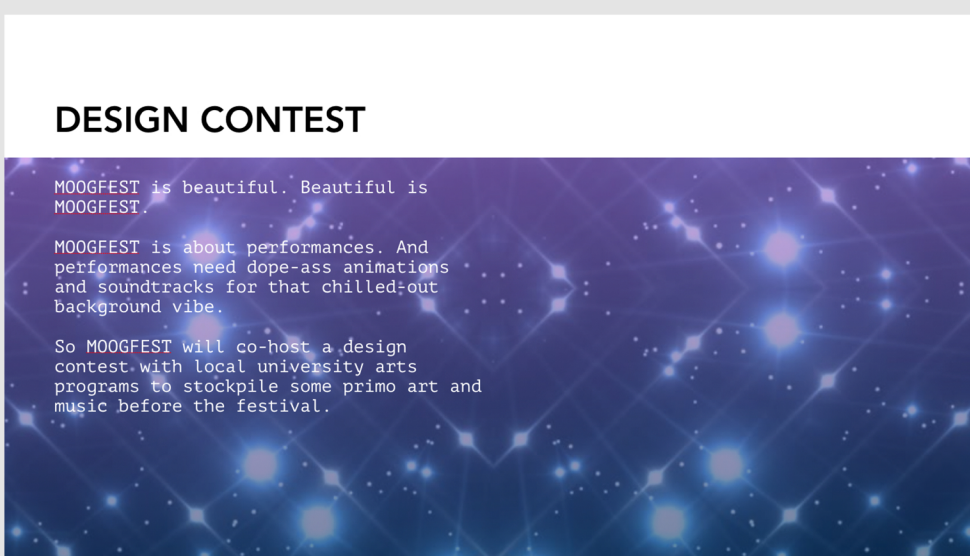 DESIGN CONTEST
MOOGFEST is beautiful. Beautiful is
MOOGFEST.
MOOGFEST is about performances. And
performances need dope-ass animations
and soundtracks for that chilled-out
background vibe.
So MOOGFEST will co-host a design
contest with local university arts
programs to stockpile some primo art and
music before the festival.